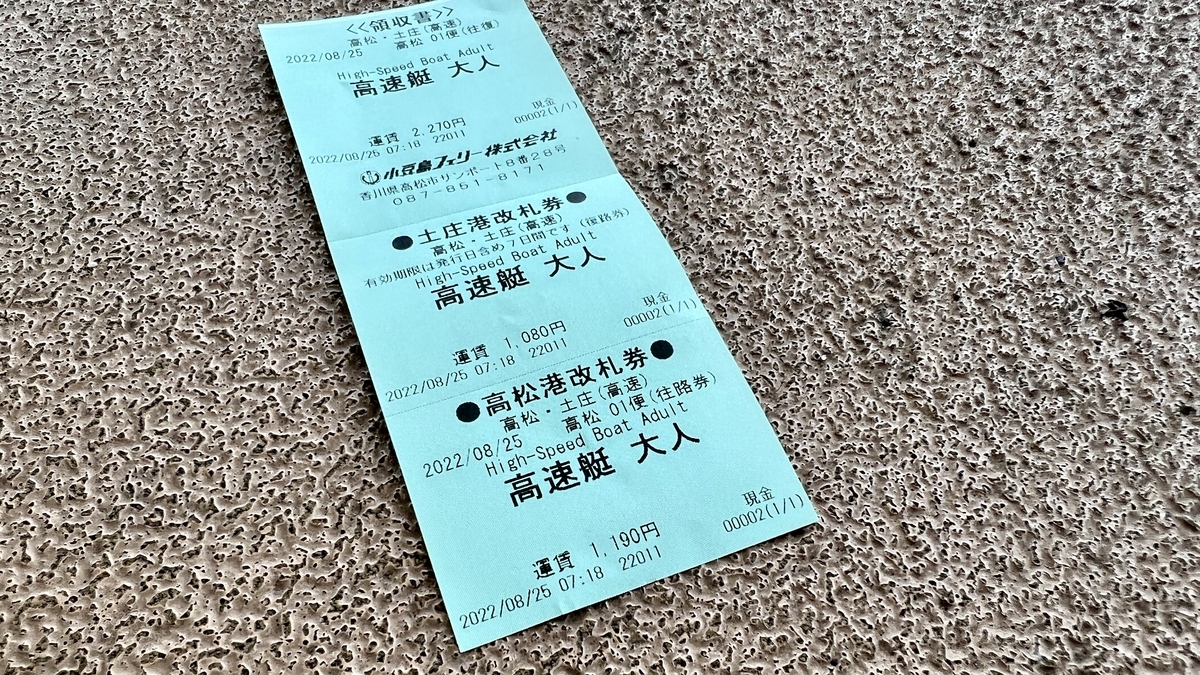 <<領収書>>
高松・土庄(高速)
2022/08/25 高松 01便(往復)
High-Speed Boat Adult
高速艇 大人
現金
運賃 2,270円 00002(1/1)
2022/08/25 07:18 22011
小豆島フェリー株式会社
香川県高松市サンポート8番28号
087-851-8171
●土庄港改札券●
高松・土庄(高速)
有効期限は発行日含め7日間です(復路券)
High-Speed Boat Adult
高速艇 大人
現金
運賃 1,080円 00002(1/1)
2022/08/25 07:18 22011
●高松港改札券●
高松・土庄(高速)
2022/08/25 高松 01便(往路券)
High-Speed Boat Adult
高速艇 大人
現金
運賃 1,190円 00002(1/1)
2022/08/25 07:18 22011